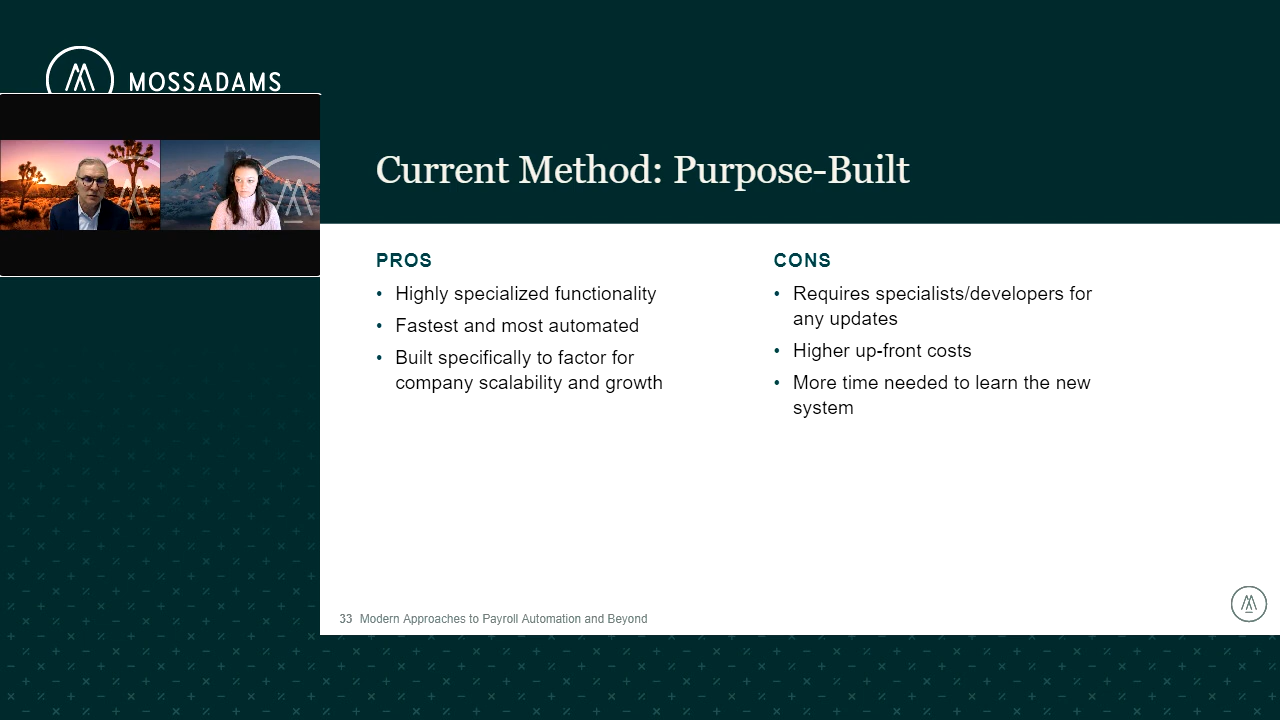 MOSSADAMS
Current Method: Purpose-Built
PROS
• Highly specialized functionality
• Fastest and most automated
• Built specifically to factor for
company scalability and growth
CONS
• Requires specialists/developers for
any updates
• Higher up-front costs
• More time needed to learn the new
system
33 Modern Approaches to Payroll Automation and Beyond